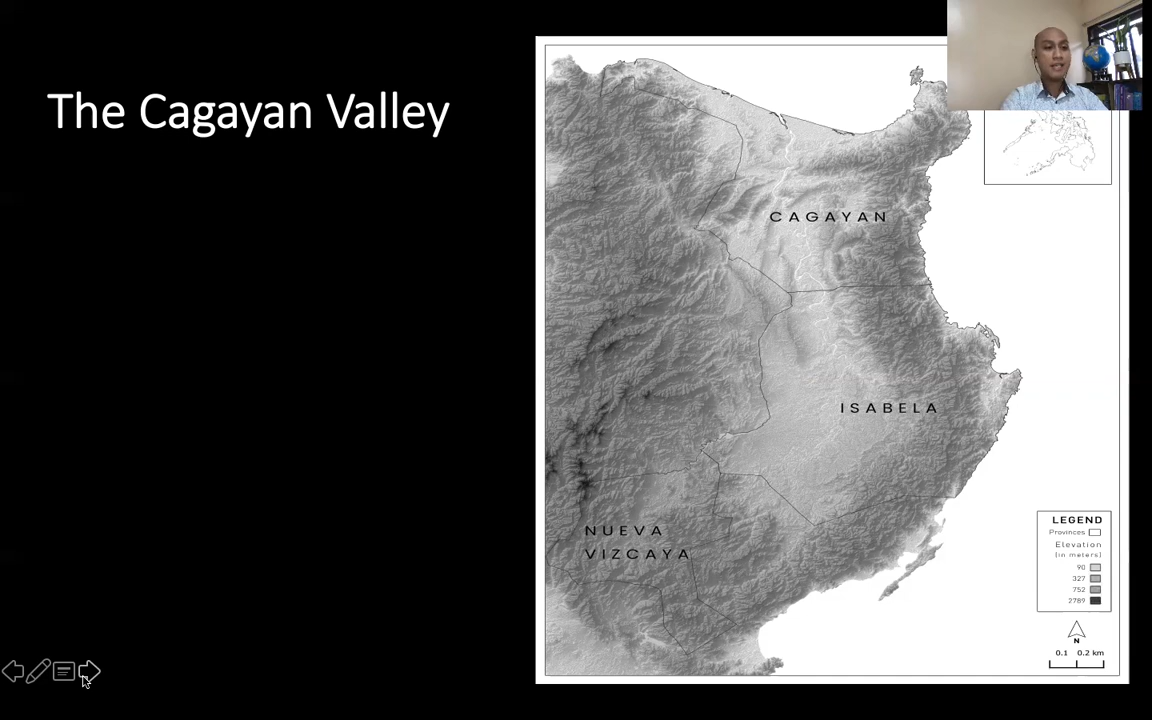 The Cagayan Valley
CAGAYAN
ISABELA
NUEVA
VIZCAYA
LEGEND
Provinces
Elevation
(in meters)
90
327
752
2789
N
0.1 0.2 km